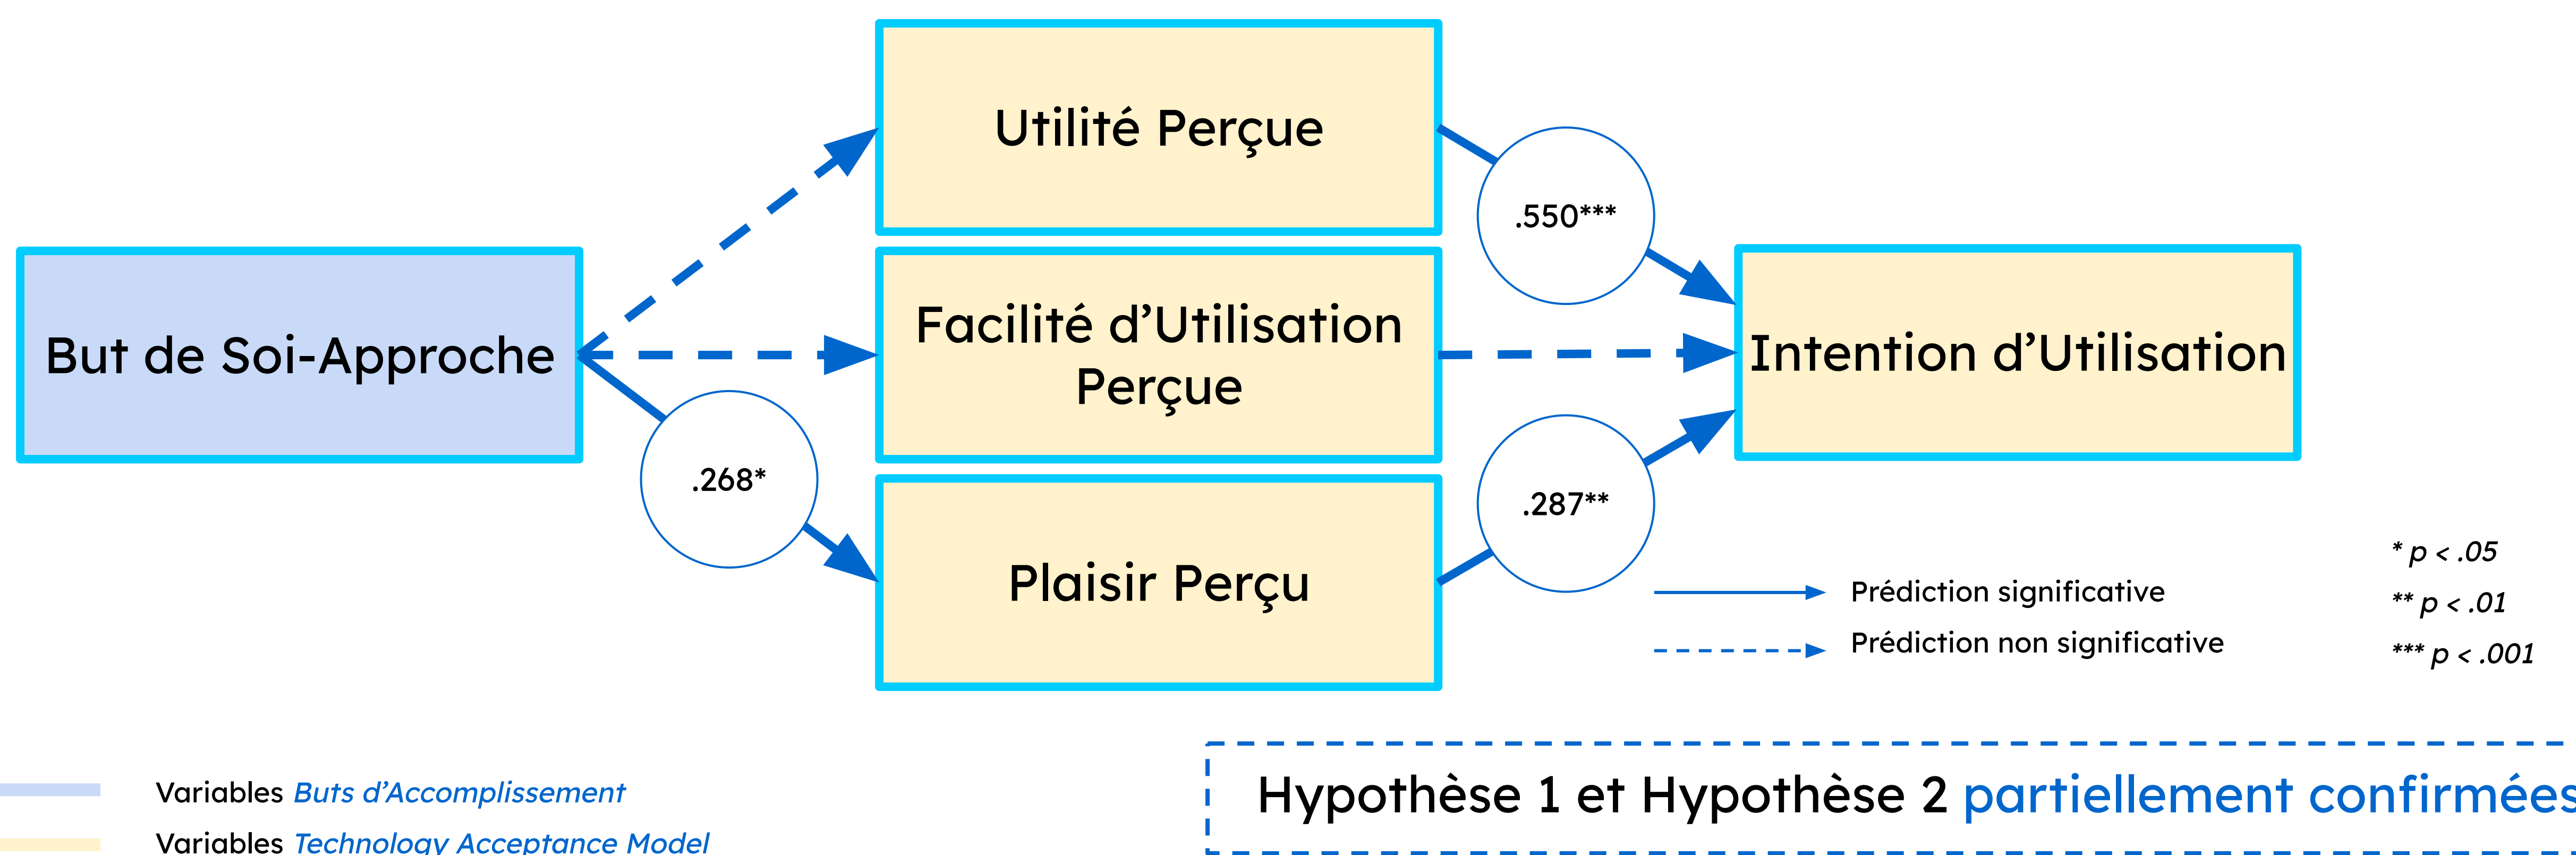 Utilité Perçue
.550***
But de Soi-Approche
Facilité d’Utilisation
Perçue
Intention d’Utilisation
.268*
.287**
Plaisir Perçu
Prédiction significative
Prédiction non significative
* p < .05
** p < .01
*** p < .001
Variables Buts d’Accomplissement
Variables Technology Acceptance Model
Hypothèse 1 et Hypothèse 2 partiellement confirmées